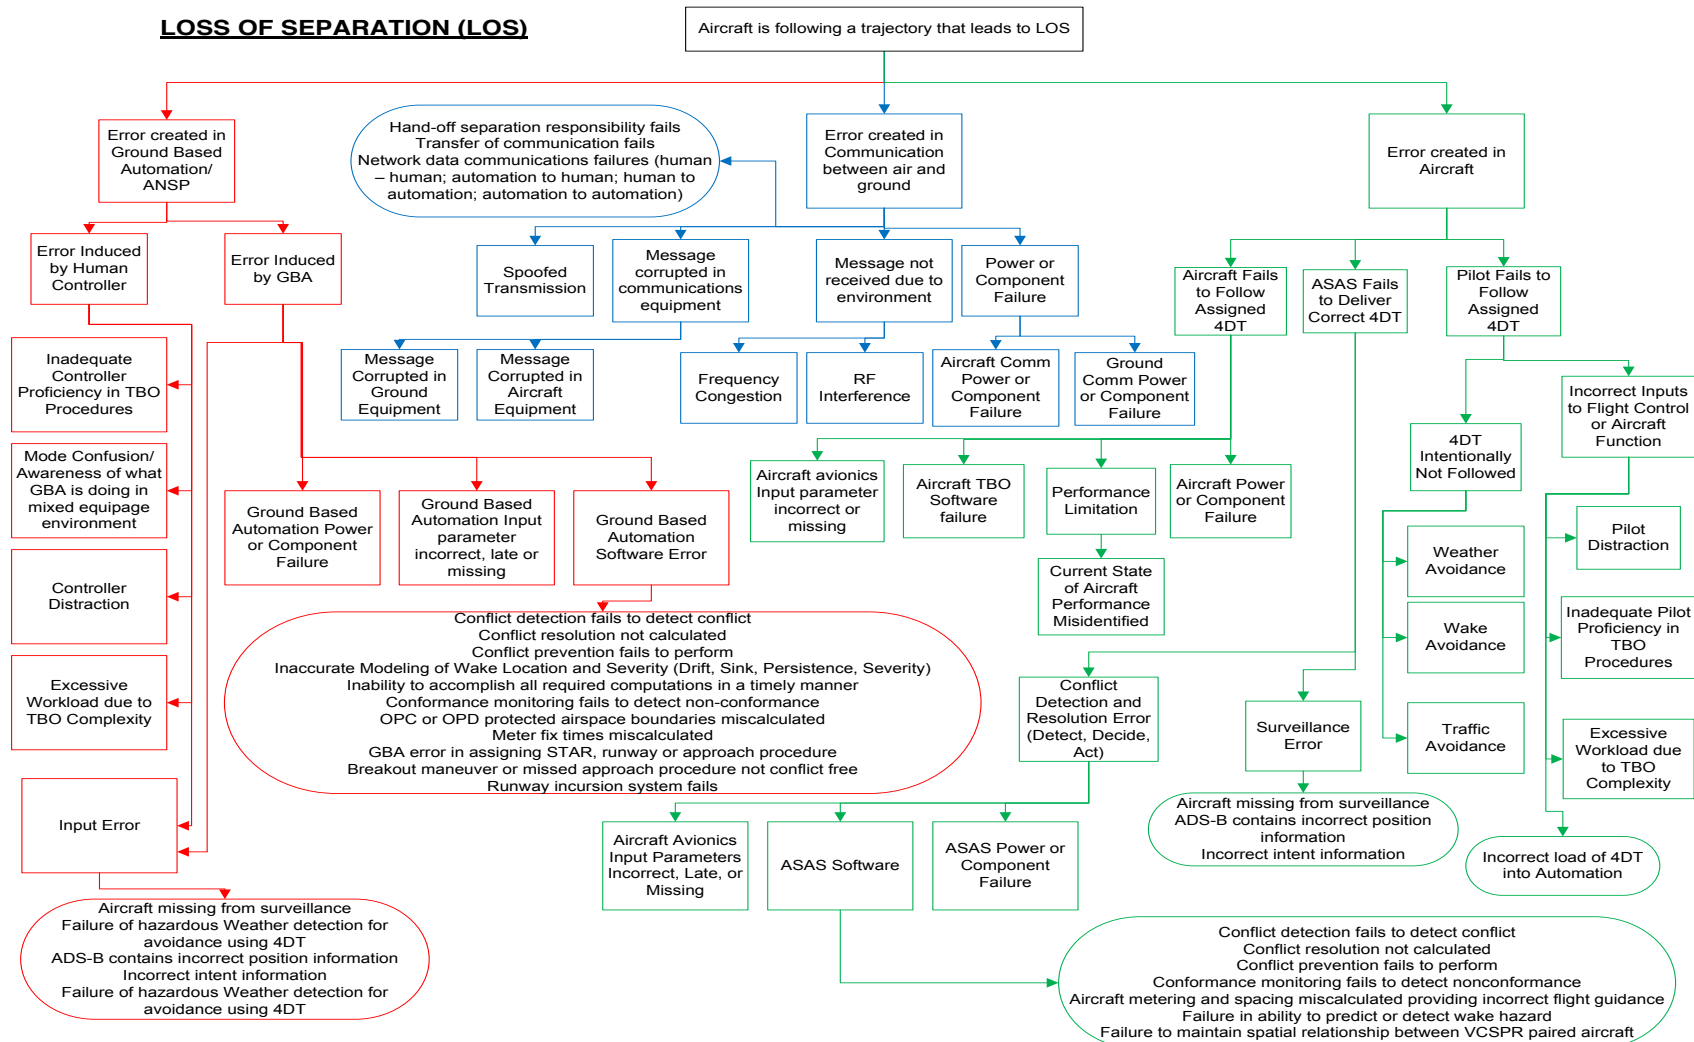 LOSS OF SEPARATION (LOS)
Aircraft is following a trajectory that leads to LOS
Error created in
Ground Based
Automation/
ANSP
Hand-off separation responsibility fails
Transfer of communication fails
Network data communications failures (human
– human; automation to human; human to
automation; automation to automation)
Error created in
Communication
between air and
ground
Error created in
Aircraft
Error Induced
by Human
Controller
Error Induced
by GBA
Spoofed
Transmission
Message
corrupted in
communications
equipment
Message not
received due to
environment
Power or
Component
Failure
Aircraft Fails
to Follow
Assigned
4DT
ASAS Fails
to Deliver
Correct 4DT
Pilot Fails to
Follow
Assigned
4DT
Inadequate
Controller
Proficiency in TBO
Procedures
Message
Corrupted in
Ground
Equipment
Message
Corrupted in
Aircraft
Equipment
Frequency
Congestion
RF
Interference
Aircraft Comm
Power or
Component
Failure
Ground
Comm Power
or Component
Failure
Incorrect Inputs
to Flight Control
or Aircraft
Function
4DT
Intentionally
Not Followed
Mode Confusion/
Awareness of what
GBA is doing in
mixed equipage
environment
Ground Based
Automation Power
or Component
Failure
Ground Based
Automation Input
parameter
incorrect, late or
missing
Ground Based
Automation
Software Error
Aircraft avionics
Input parameter
incorrect or
missing
Aircraft TBO
Software
failure
Performance
Limitation
Aircraft Power
or Component
Failure
Pilot
Distraction
Weather
Avoidance
Controller
Distraction
Current State
of Aircraft
Performance
Misidentified
Wake
Avoidance
Inadequate Pilot
Proficiency in
TBO
Procedures
Conflict detection fails to detect conflict
Conflict resolution not calculated
Conflict prevention fails to perform
Inaccurate Modeling of Wake Location and Severity (Drift, Sink, Persistence, Severity)
Inability to accomplish all required computations in a timely manner
Conformance monitoring fails to detect non-conformance
OPC or OPD protected airspace boundaries miscalculated
Meter fix times miscalculated
GBA error in assigning STAR, runway or approach procedure
Breakout maneuver or missed approach procedure not conflict free
Runway incursion system fails
Excessive
Workload due to
TBO Complexity
Conflict
Detection and
Resolution Error
(Detect, Decide,
Act)
Surveillance
Error
Traffic
Avoidance
Excessive
Workload due
to TBO
Complexity
Input Error
Aircraft Avionics
Input Parameters
Incorrect, Late, or
Missing
ASAS Software
ASAS Power or
Component
Failure
Aircraft missing from surveillance
ADS-B contains incorrect position
information
Incorrect intent information
Incorrect load of 4DT
into Automation
Aircraft missing from surveillance
Failure of hazardous Weather detection for
avoidance using 4DT
ADS-B contains incorrect position information
Incorrect intent information
Failure of hazardous Weather detection for
avoidance using 4DT
Conflict detection fails to detect conflict
Conflict resolution not calculated
Conflict prevention fails to perform
Conformance monitoring fails to detect nonconformance
Aircraft metering and spacing miscalculated providing incorrect flight guidance
Failure in ability to predict or detect wake hazard
Failure to maintain spatial relationship between VCSPR paired aircraft